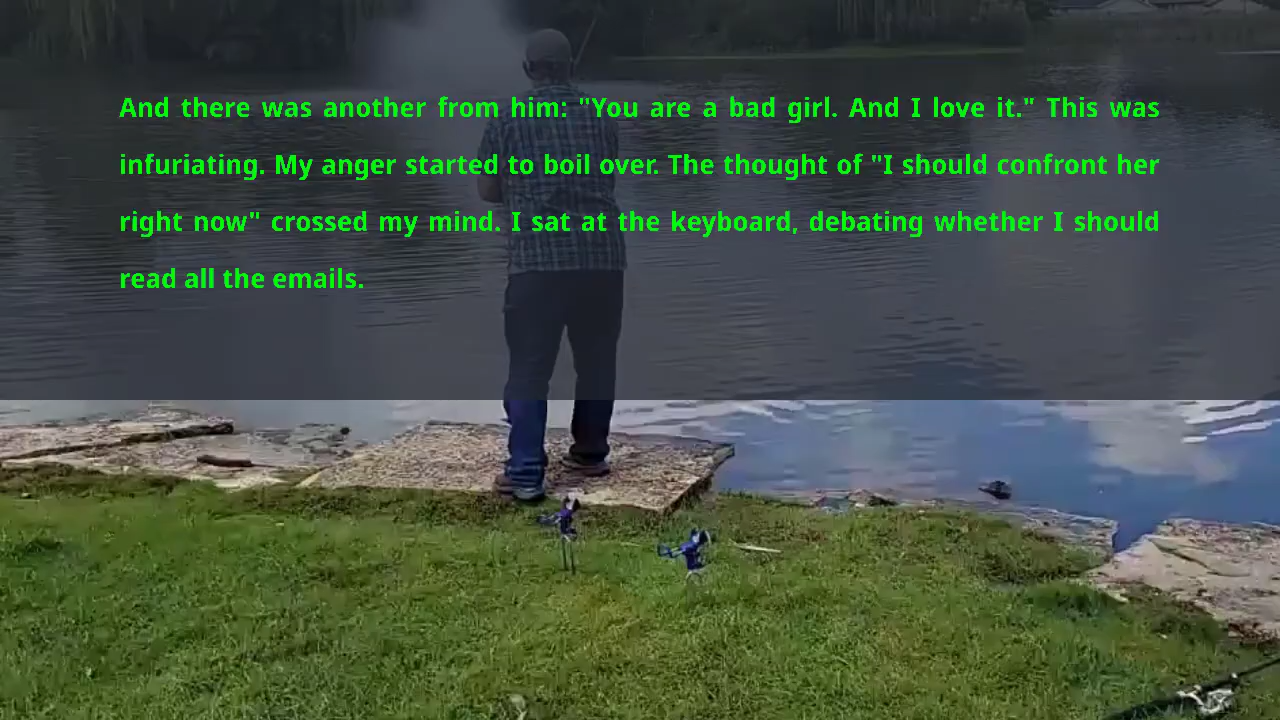 And there was another from him: "You are a bad girl. And I love it." This was
infuriating. My anger started to boil over. The thought of "I should confront her
right now" crossed my mind. I sat at the keyboard, debating whether I should
read all the emails.